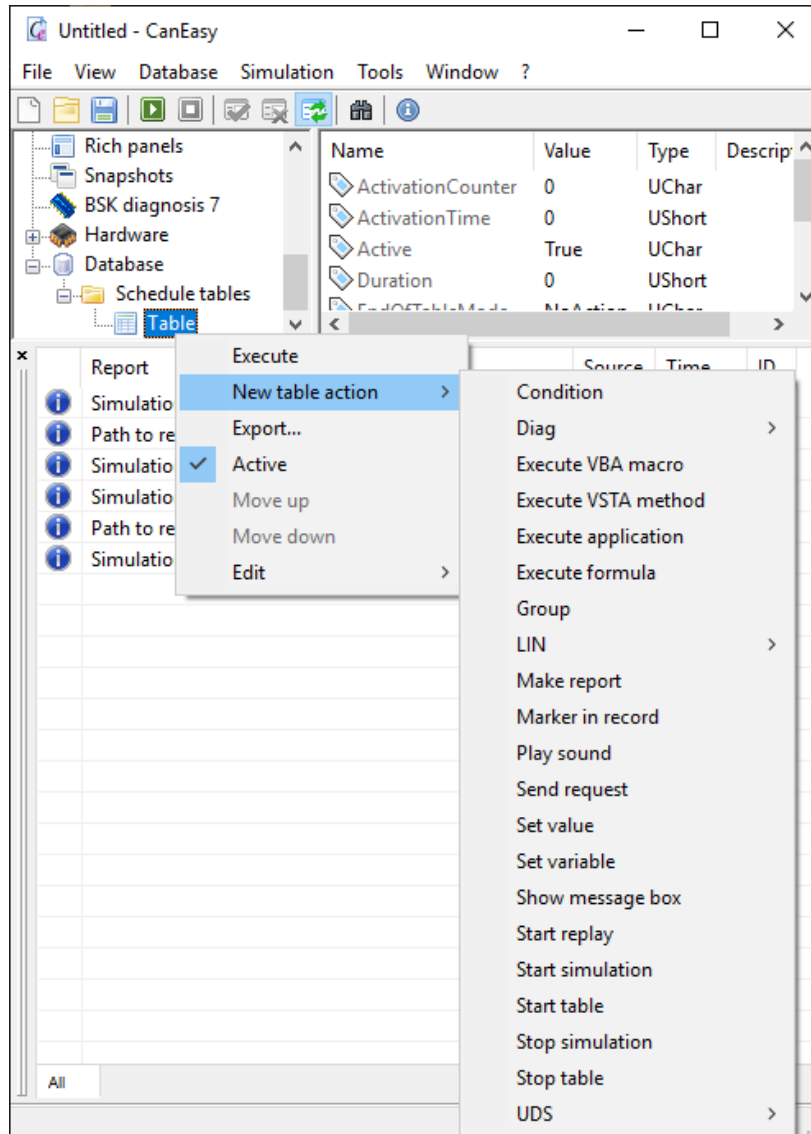 Untitled - CanEasy
File View Database Simulation Tools Window ?
Rich panels
Snapshots
BSK diagnosis 7
Hardware
Database
Schedule tables
Table
Name Value Type Descrip
ActivationCounter 0 UChar
ActivationTime 0 UShort
Active True UChar
Duration 0 UShort
EndOfTableMode NoAction UChar
Report Source Time ID
Simulatio
Path to re
Simulatio
Simulatio
Path to re
Simulatio
Execute
New table action
Export...
Active
Move up
Move down
Edit
Condition
Diag
Execute VBA macro
Execute VSTA method
Execute application
Execute formula
Group
LIN
Make report
Marker in record
Play sound
Send request
Set value
Set variable
Show message box
Start replay
Start simulation
Start table
Stop simulation
Stop table
UDS
All